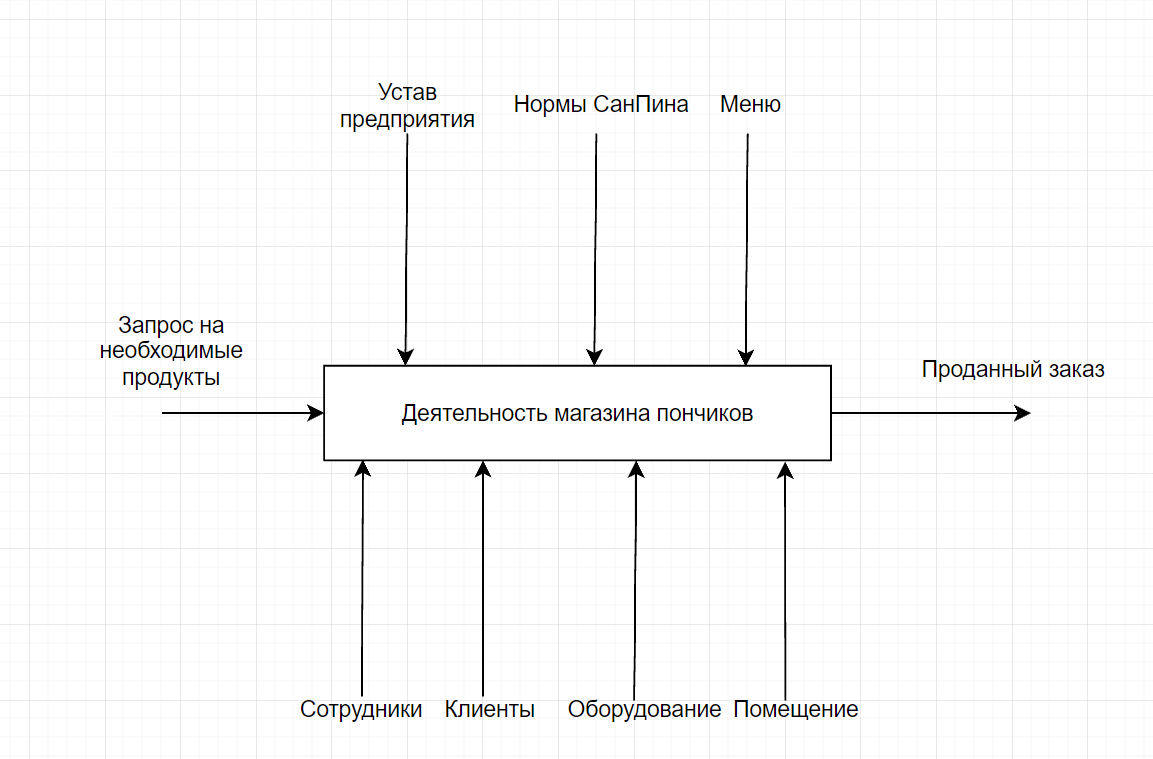 Устав
предприятия
Нормы СанПина
Меню
Запрос на
необходимые
продукты
Деятельность магазина пончиков
Проданный заказ
Сотрудники
Клиенты
Оборудование
Помещение